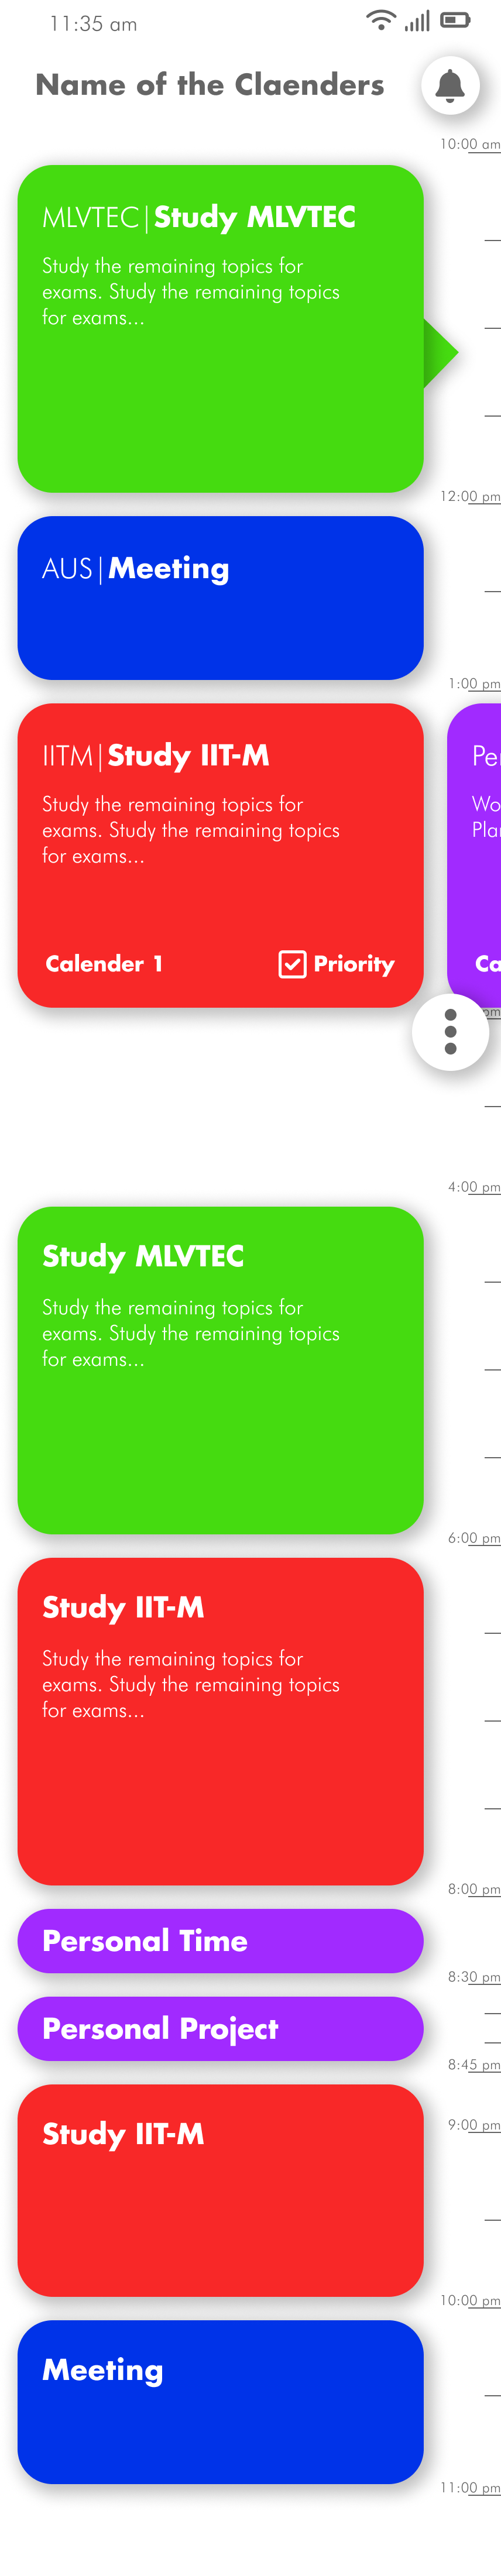 11:35 am
Name of the Claenders
10:00 am
MLVTEC|Study MLVTEC
Study the remaining topics for
exams. Study the remaining topics
for exams...
12:00 pm
AUS|Meeting
1:00 pm
IITM|Study IIT-M
Study the remaining topics for
exams. Study the remaining topics
for exams...
Calender 1
Priority
Pe
Wo
Pla
Ca
pm
4:00 pm
Study MLVTEC
Study the remaining topics for
exams. Study the remaining topics
for exams...
6:00 pm
Study IIT-M
Study the remaining topics for
exams. Study the remaining topics
for exams...
8:00 pm
Personal Time
8:30 pm
Personal Project
8:45 pm
Study IIT-M
9:00 pm
10:00 pm
Meeting
11:00 pm